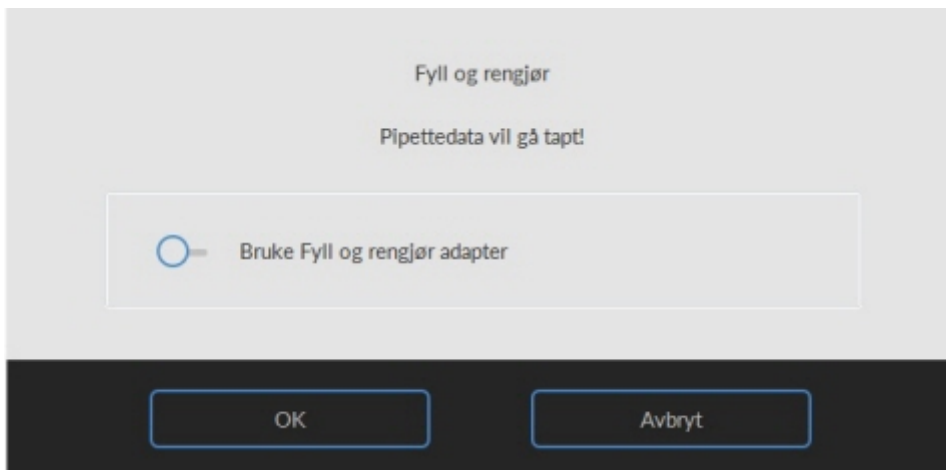 Fyll og rengjør
Pipettedata vil gå tapt!
Bruke Fyll og rengjør adapter
OK
Avbryt